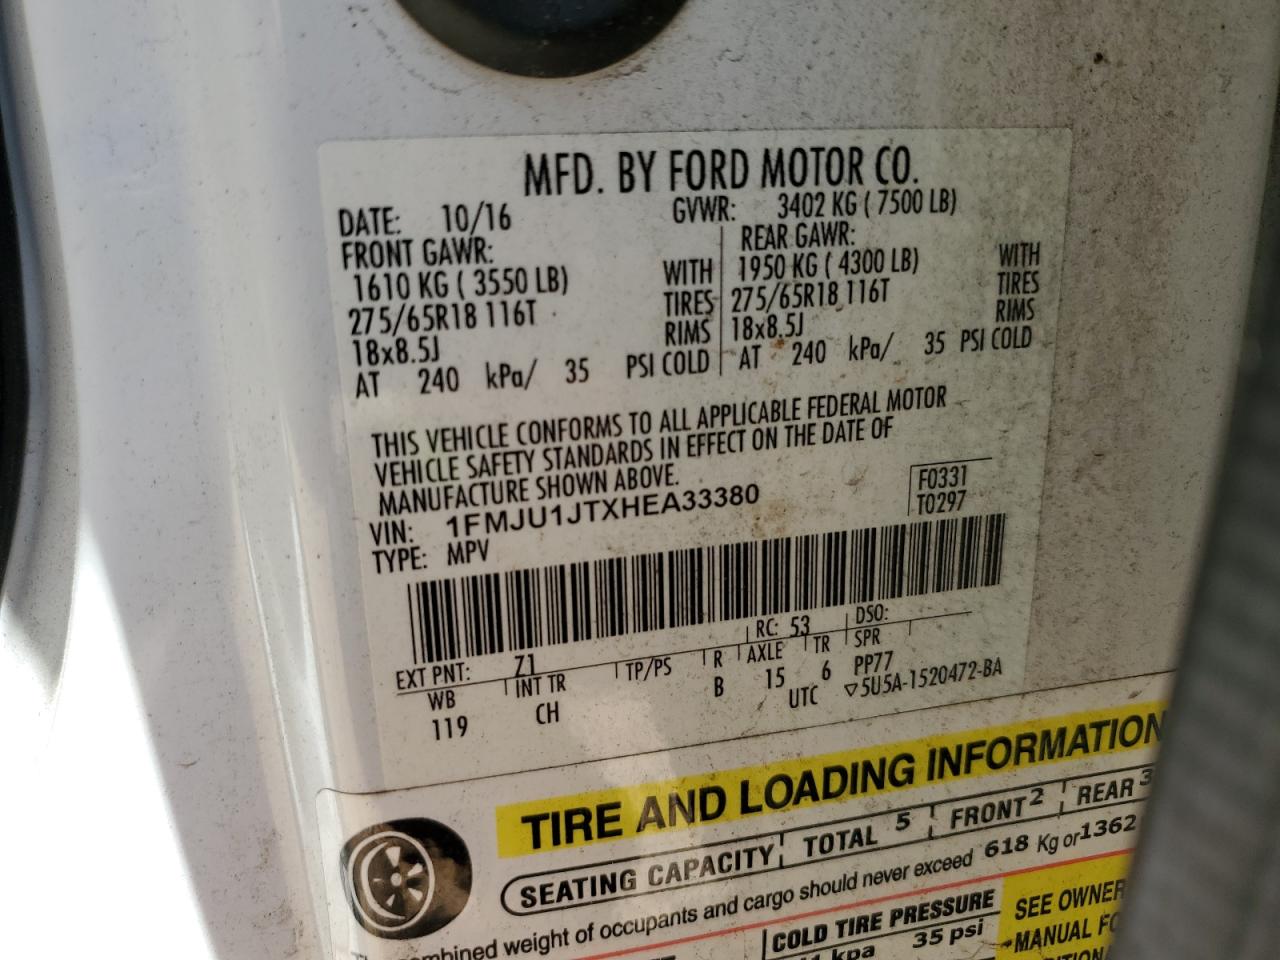 MFD. BY FORD MOTOR CO.
DATE: 10/16 GVWR: 3402 KG ( 7500 LB)
FRONT GAWR: REAR GAWR:
1610 KG ( 3550 LB) WITH 1950 KG ( 4300 LB) WITH
275/65R18 116T TIRES 275/65R18 116T TIRES
18x8.5J RIMS 18x8.5J RIMS
AT 240 kPa/ 35 PSI COLD AT 240 kPa/ 35 PSI COLD
THIS VEHICLE CONFORMS TO ALL APPLICABLE FEDERAL MOTOR
VEHICLE SAFETY STANDARDS IN EFFECT ON THE DATE OF
MANUFACTURE SHOWN ABOVE.
F0331
VIN: 1FMJU1JTXHEA33380 T0297
TYPE: MPV
EXT PNT: Z1 RC: 53 DSO:
WB INT TR TP/PS R AXLE TR SPR
119 CH B 15 6 PP77
UTC ▽5U5A-1520472-BA
TIRE AND LOADING INFORMATION
SEATING CAPACITY TOTAL 5 FRONT 2 REAR 3
combined weight of occupants and cargo should never exceed 618 Kg or 1362
COLD TIRE PRESSURE SEE OWNER
kpa 35 psi MANUAL FO